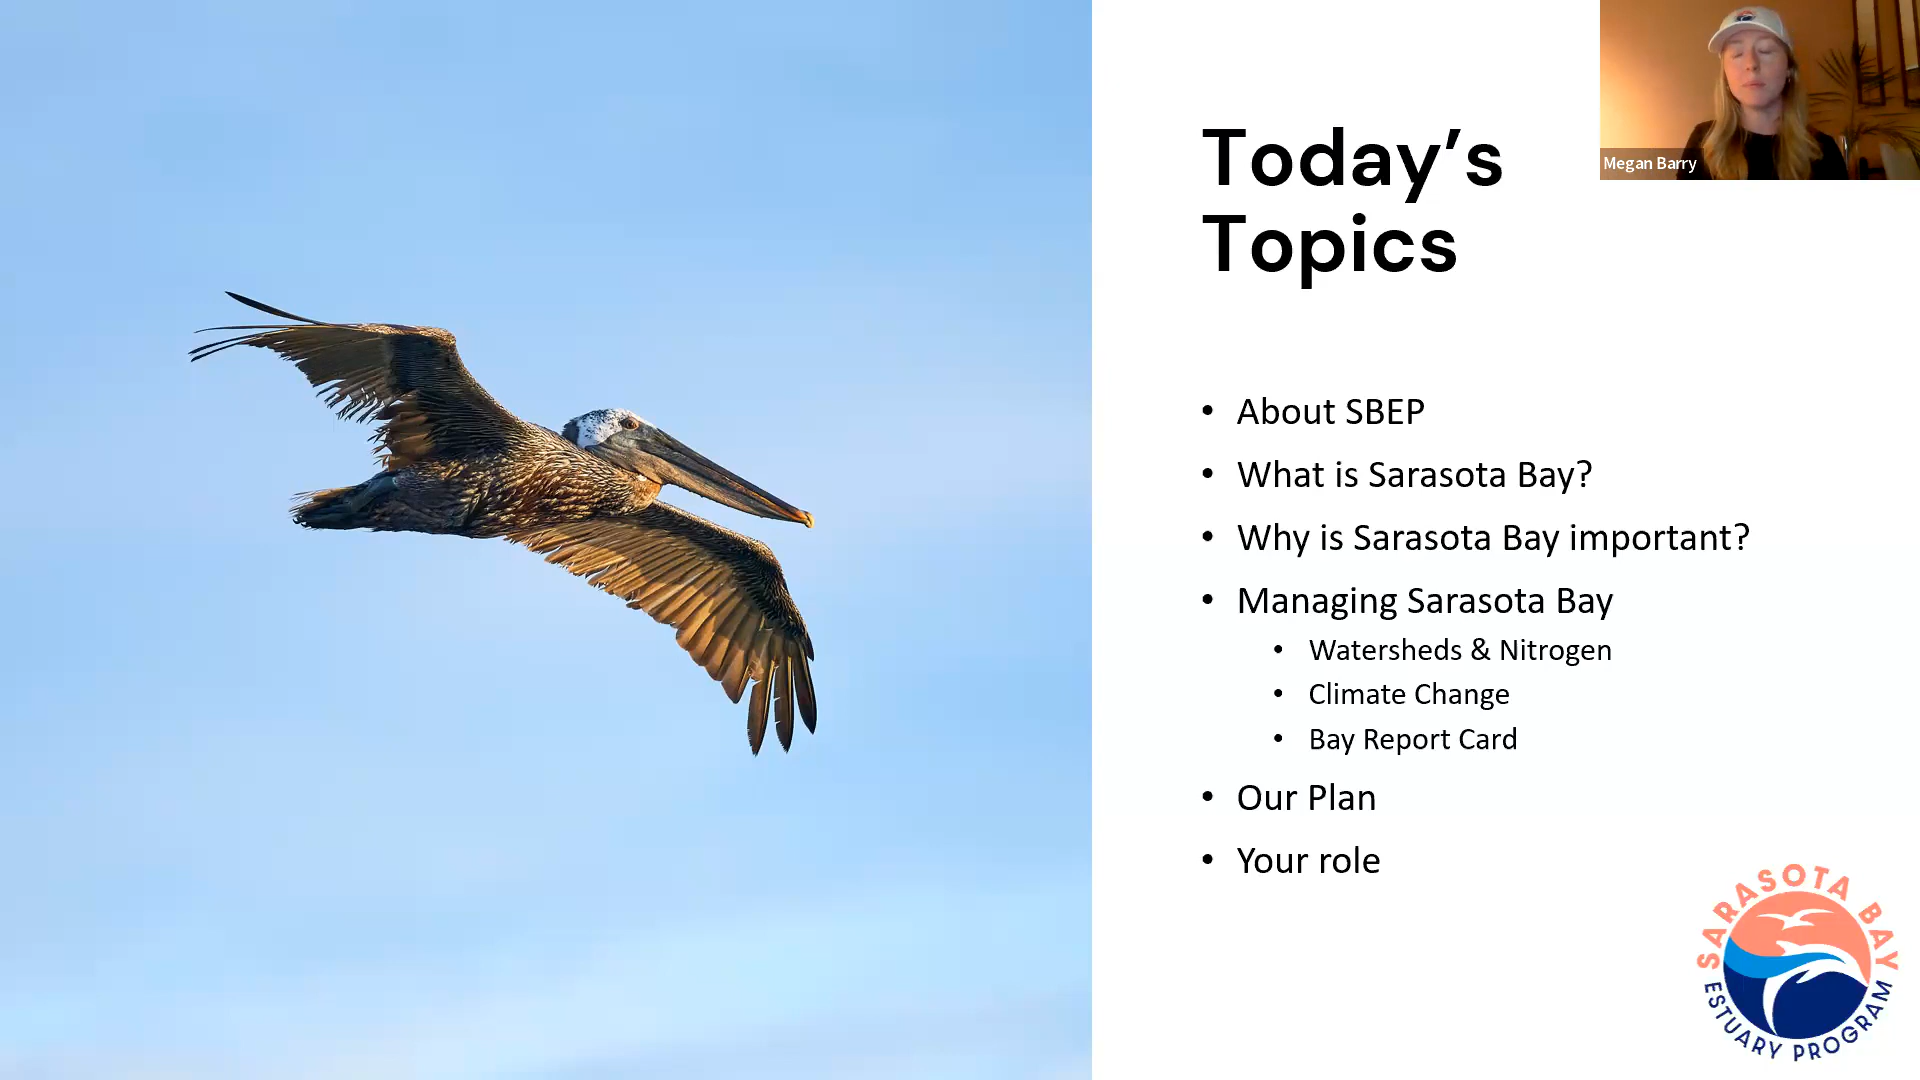 Today’s
Topics
Megan Barry
• About SBEP
• What is Sarasota Bay?
• Why is Sarasota Bay important?
• Managing Sarasota Bay
• Watersheds & Nitrogen
• Climate Change
• Bay Report Card
• Our Plan
• Your role
SARASOTA BAY
ESTUARY PROGRAM